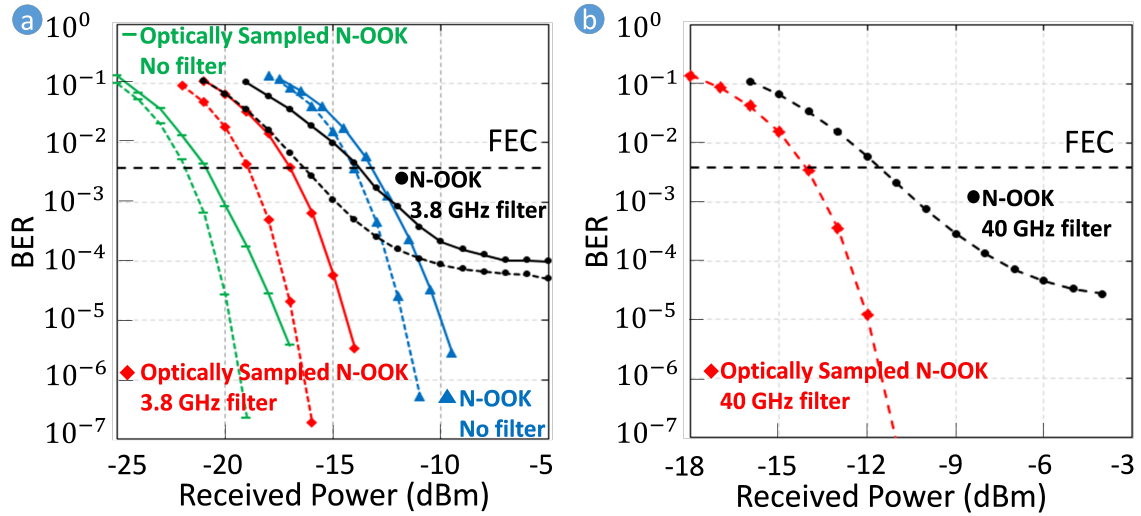 a
10⁰
10⁻¹
10⁻²
10⁻³
10⁻⁴
10⁻⁵
10⁻⁶
10⁻⁷
BER
Optically Sampled N-OOK
No filter
FEC
N-OOK
3.8 GHz filter
Optically Sampled N-OOK
3.8 GHz filter
N-OOK
No filter
-25 -20 -15 -10 -5
Received Power (dBm)
b
10⁰
10⁻¹
10⁻²
10⁻³
10⁻⁴
10⁻⁵
10⁻⁶
10⁻⁷
BER
FEC
N-OOK
40 GHz filter
Optically Sampled N-OOK
40 GHz filter
-18 -15 -12 -9 -6 -3
Received Power (dBm)